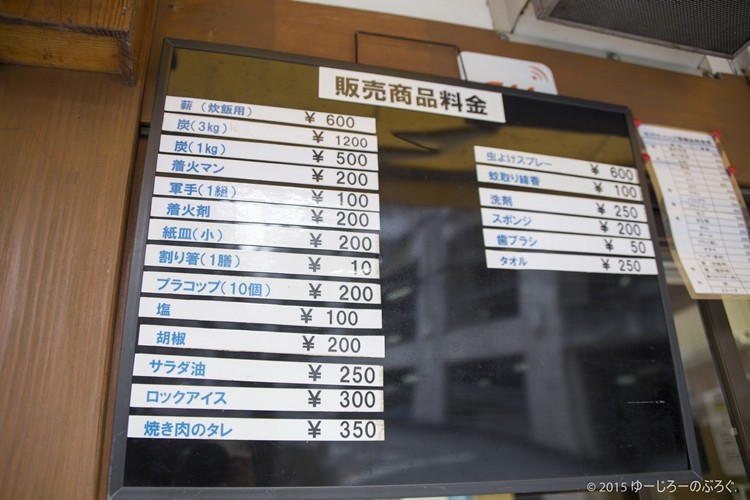 販売商品料金
薪（炊飯用） ￥ 600
炭（3kg） ￥ 1200
炭（1kg） ￥ 500
着火マン ￥ 200
軍手（1組） ￥ 100
着火剤 ￥ 200
紙皿（小） ￥ 200
割り箸（1膳） ￥ 10
プラコップ（10個） ￥ 200
塩 ￥ 100
胡椒 ￥ 200
サラダ油 ￥ 250
ロックアイス ￥ 300
焼き肉のタレ ￥ 350
虫よけスプレー ￥ 600
蚊取り線香 ￥ 100
洗剤 ￥ 250
スポンジ ￥ 200
歯ブラシ ￥ 50
タオル ￥ 250
© 2015 ゆーじろーのぶろぐ.